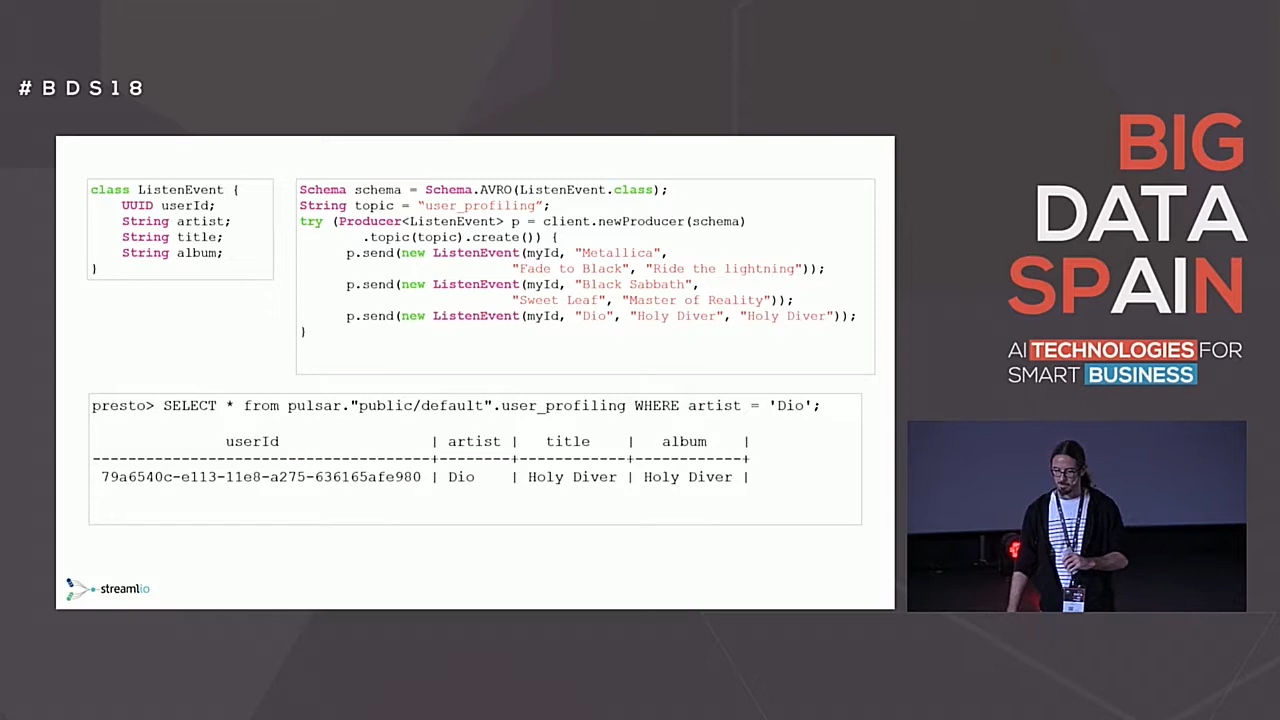 #BDS18
class ListenEvent {
UUID userId;
String artist;
String title;
String album;
}
Schema schema = Schema.AVRO(ListenEvent.class);
String topic = “user_profiling”;
try (Producer<ListenEvent> p = client.newProducer(schema)
.topic(topic).create()) {
p.send(new ListenEvent(myId, "Metallica",
"Fade to Black", "Ride the lightning"));
p.send(new ListenEvent(myId, "Black Sabbath",
"Sweet Leaf", "Master of Reality"));
p.send(new ListenEvent(myId, "Dio", "Holy Diver", "Holy Diver"));
}
presto> SELECT * from pulsar."public/default".user_profiling WHERE artist = 'Dio';
userId | artist | title | album |
-------------------------------------+--------+------------+------------+
79a6540c-e113-11e8-a275-636165afe980 | Dio | Holy Diver | Holy Diver |
streamlio
BIG
DATA
SPAIN
AI TECHNOLOGIES FOR
SMART BUSINESS